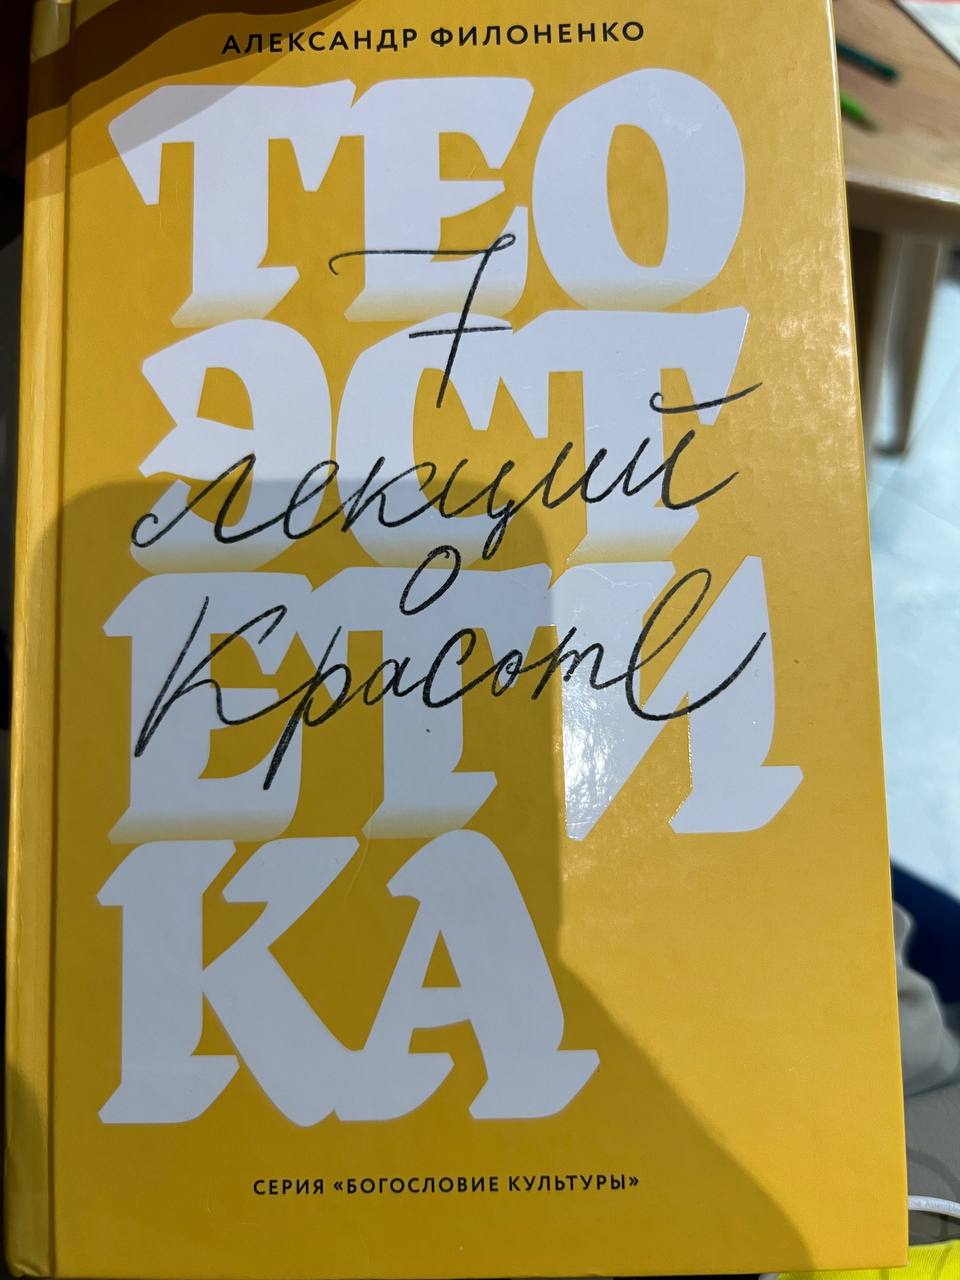 АЛЕКСАНДР ФИЛОНЕНКО
ТЕО
ЭСТ
ЕТИ
КА
7
лекций
о
Красоте
СЕРИЯ «БОГОСЛОВИЕ КУЛЬТУРЫ»